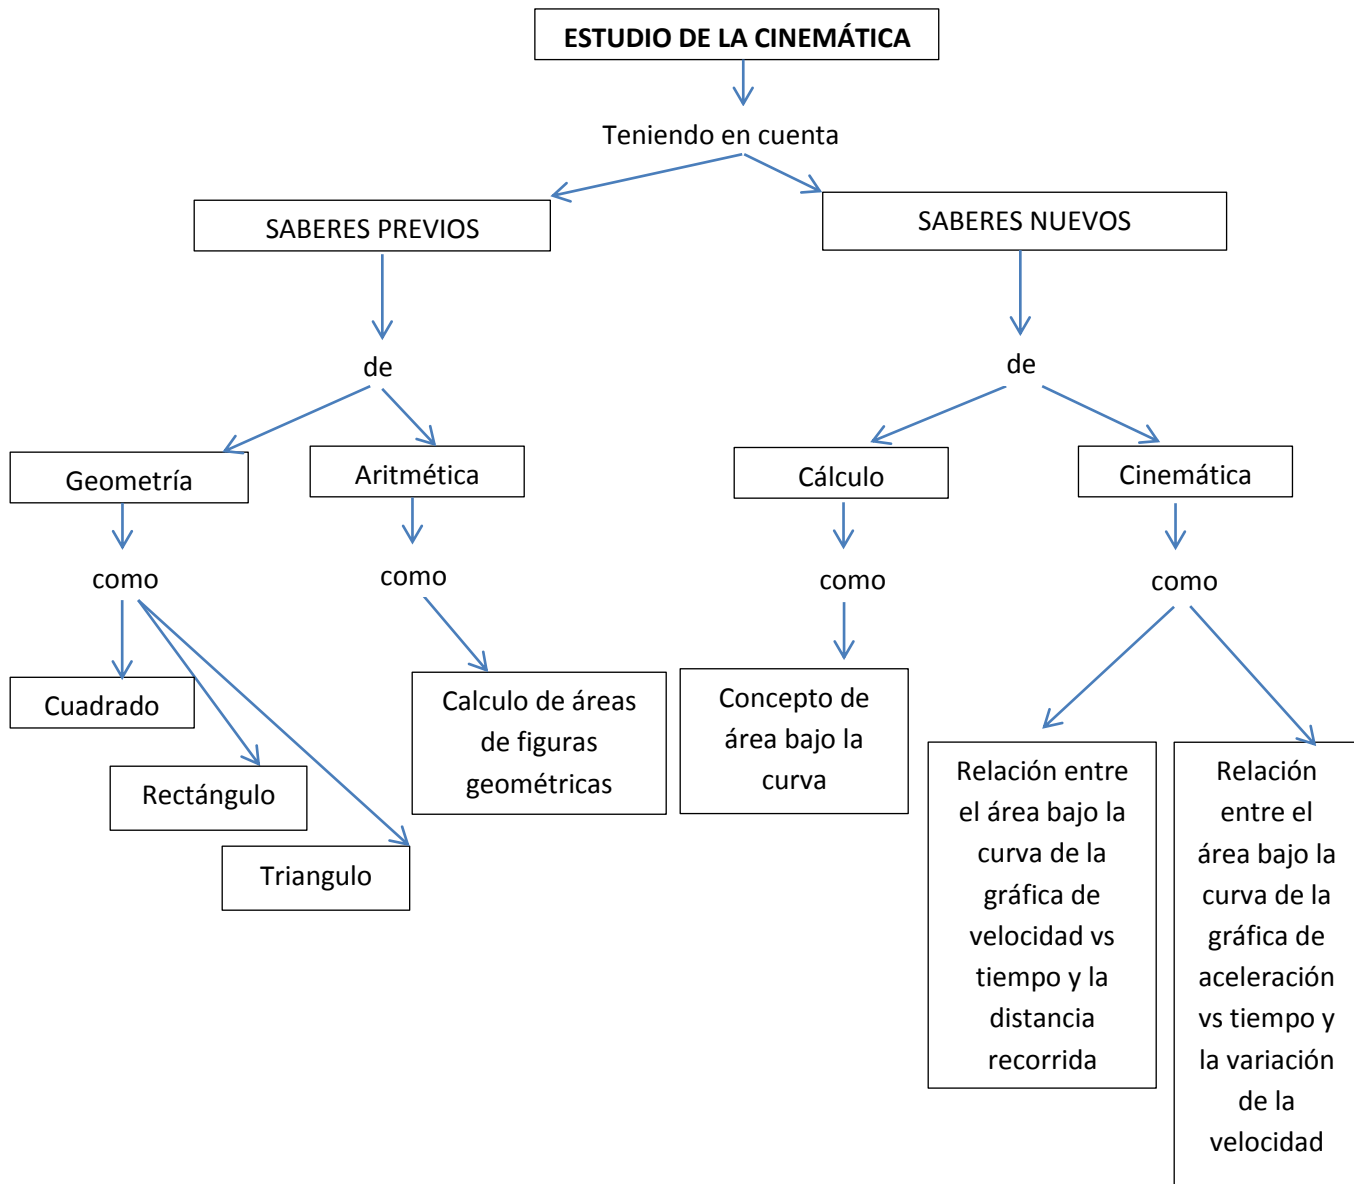 ESTUDIO DE LA CINEMÁTICA
Teniendo en cuenta
SABERES PREVIOS
SABERES NUEVOS
de
de
Geometría
Aritmética
Cálculo
Cinemática
como
como
como
como
Cuadrado
Rectángulo
Triangulo
Calculo de áreas
de figuras
geométricas
Concepto de
área bajo la
curva
Relación entre
el área bajo la
curva de la
gráfica de
velocidad vs
tiempo y la
distancia
recorrida
Relación
entre el
área bajo la
curva de la
gráfica de
aceleración
vs tiempo y
la variación
de la
velocidad